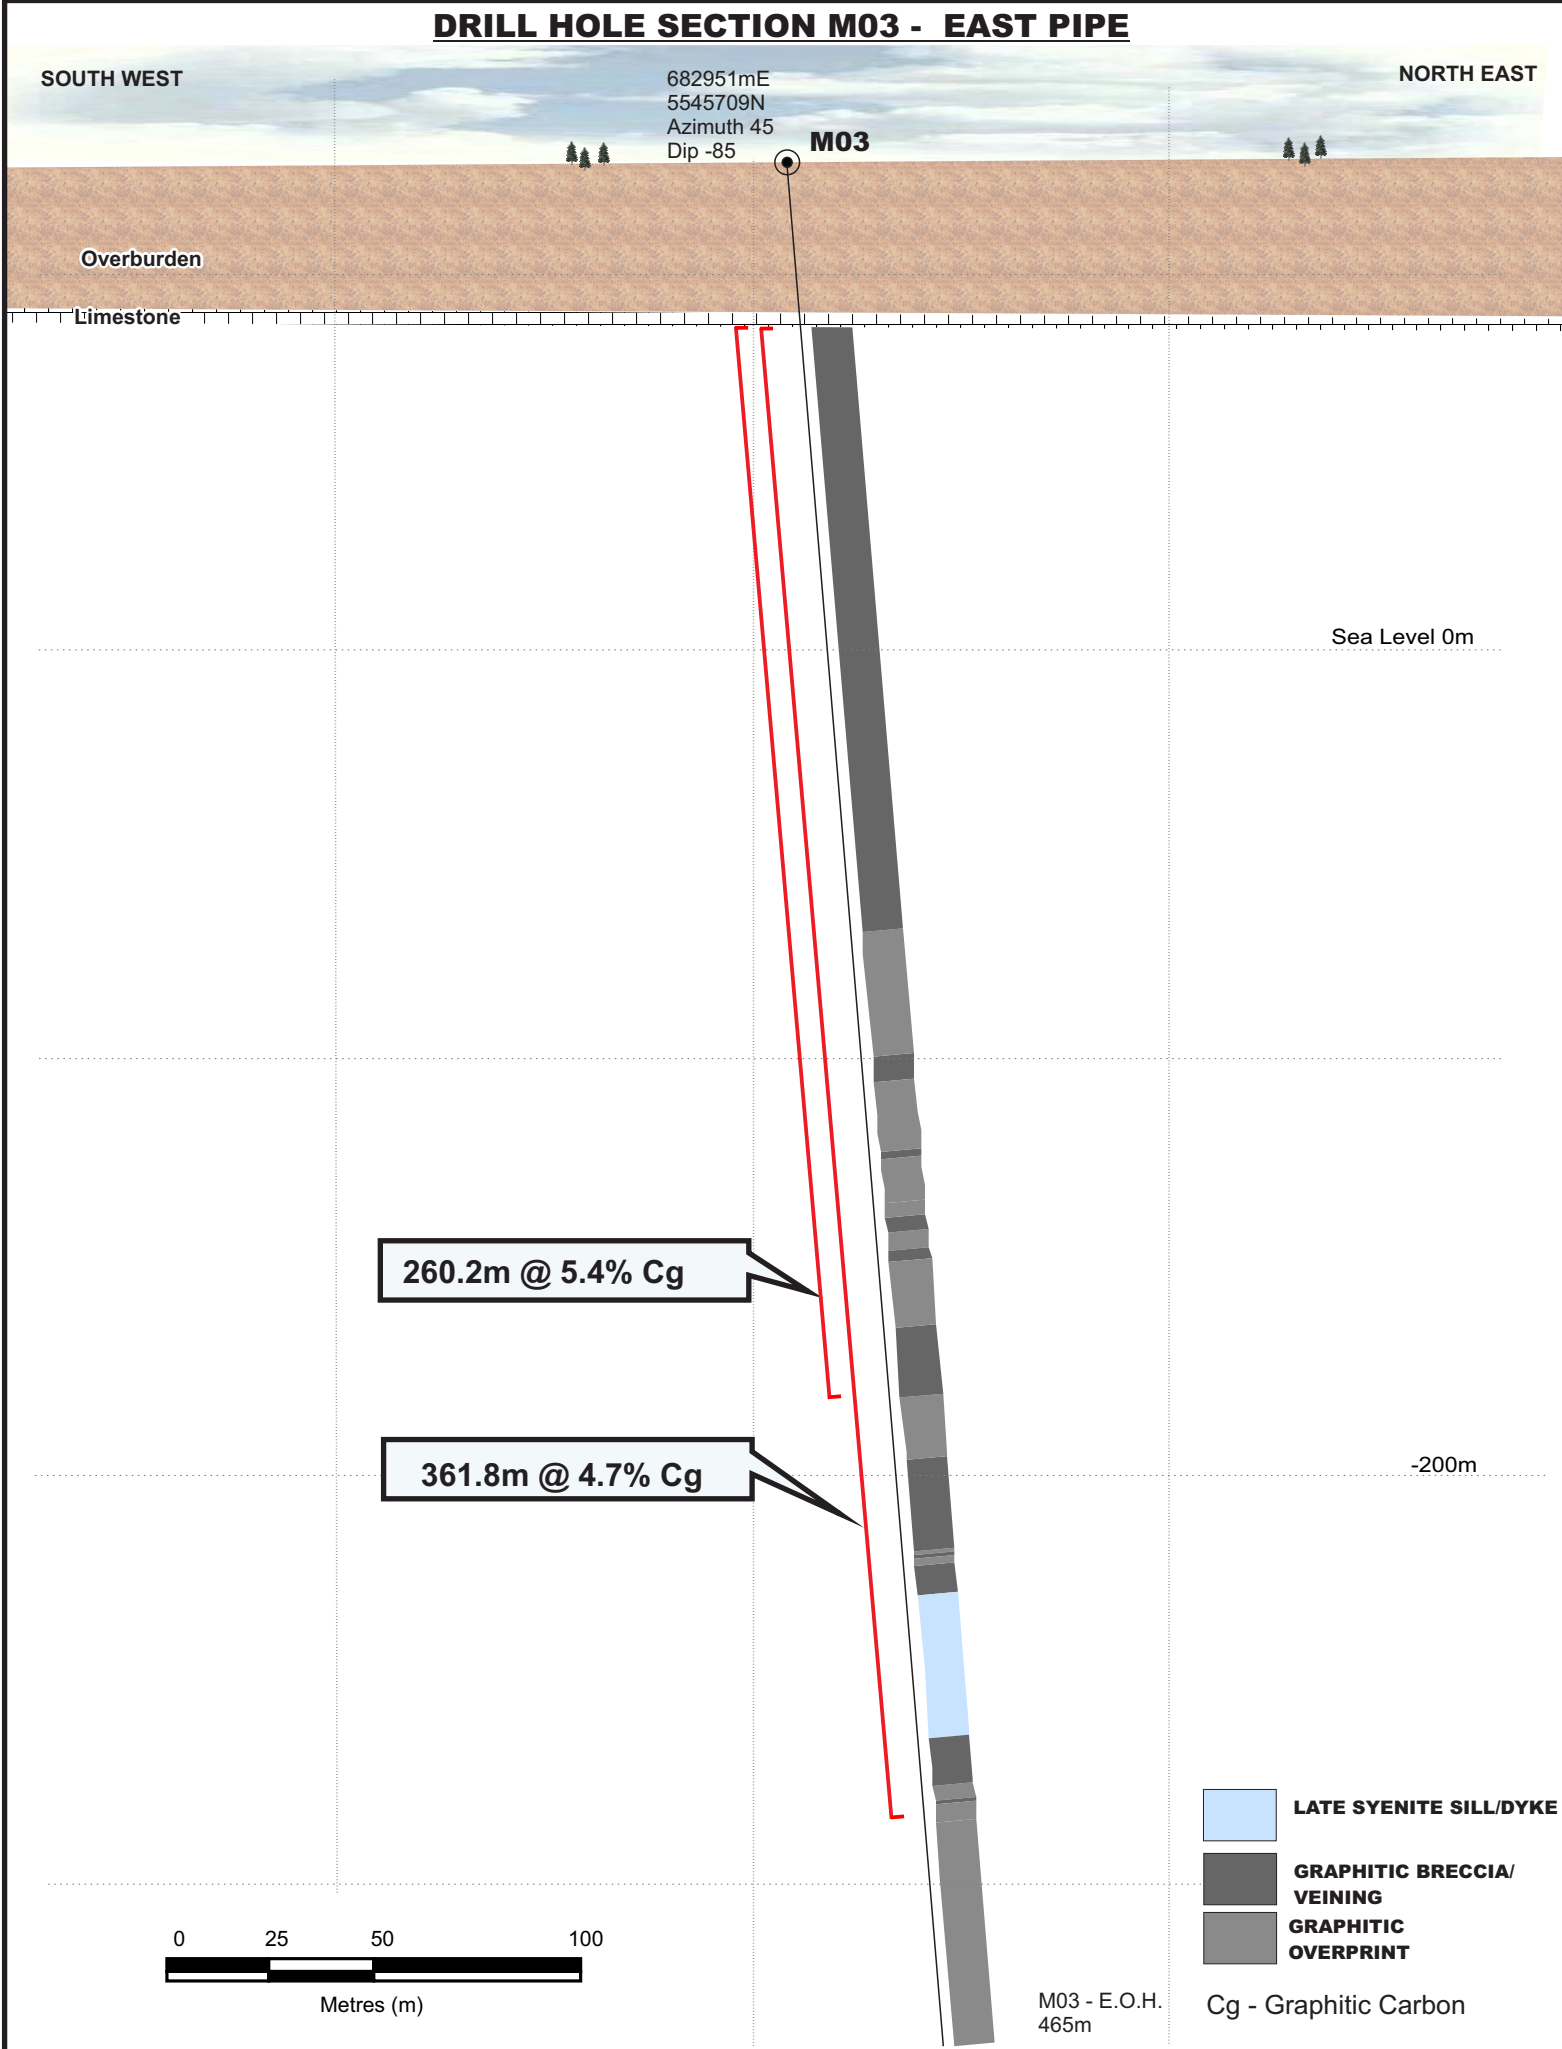 DRILL HOLE SECTION M03 - EAST PIPE
SOUTH WEST
682951mE
5545709N
Azimuth 45
Dip -85
M03
NORTH EAST
Overburden
Limestone
Sea Level 0m
260.2m @ 5.4% Cg
361.8m @ 4.7% Cg
-200m
LATE SYENITE SILL/DYKE
GRAPHITIC BRECCIA/
VEINING
GRAPHITIC
OVERPRINT
0 25 50 100
Metres (m)
M03 - E.O.H.
465m
Cg - Graphitic Carbon